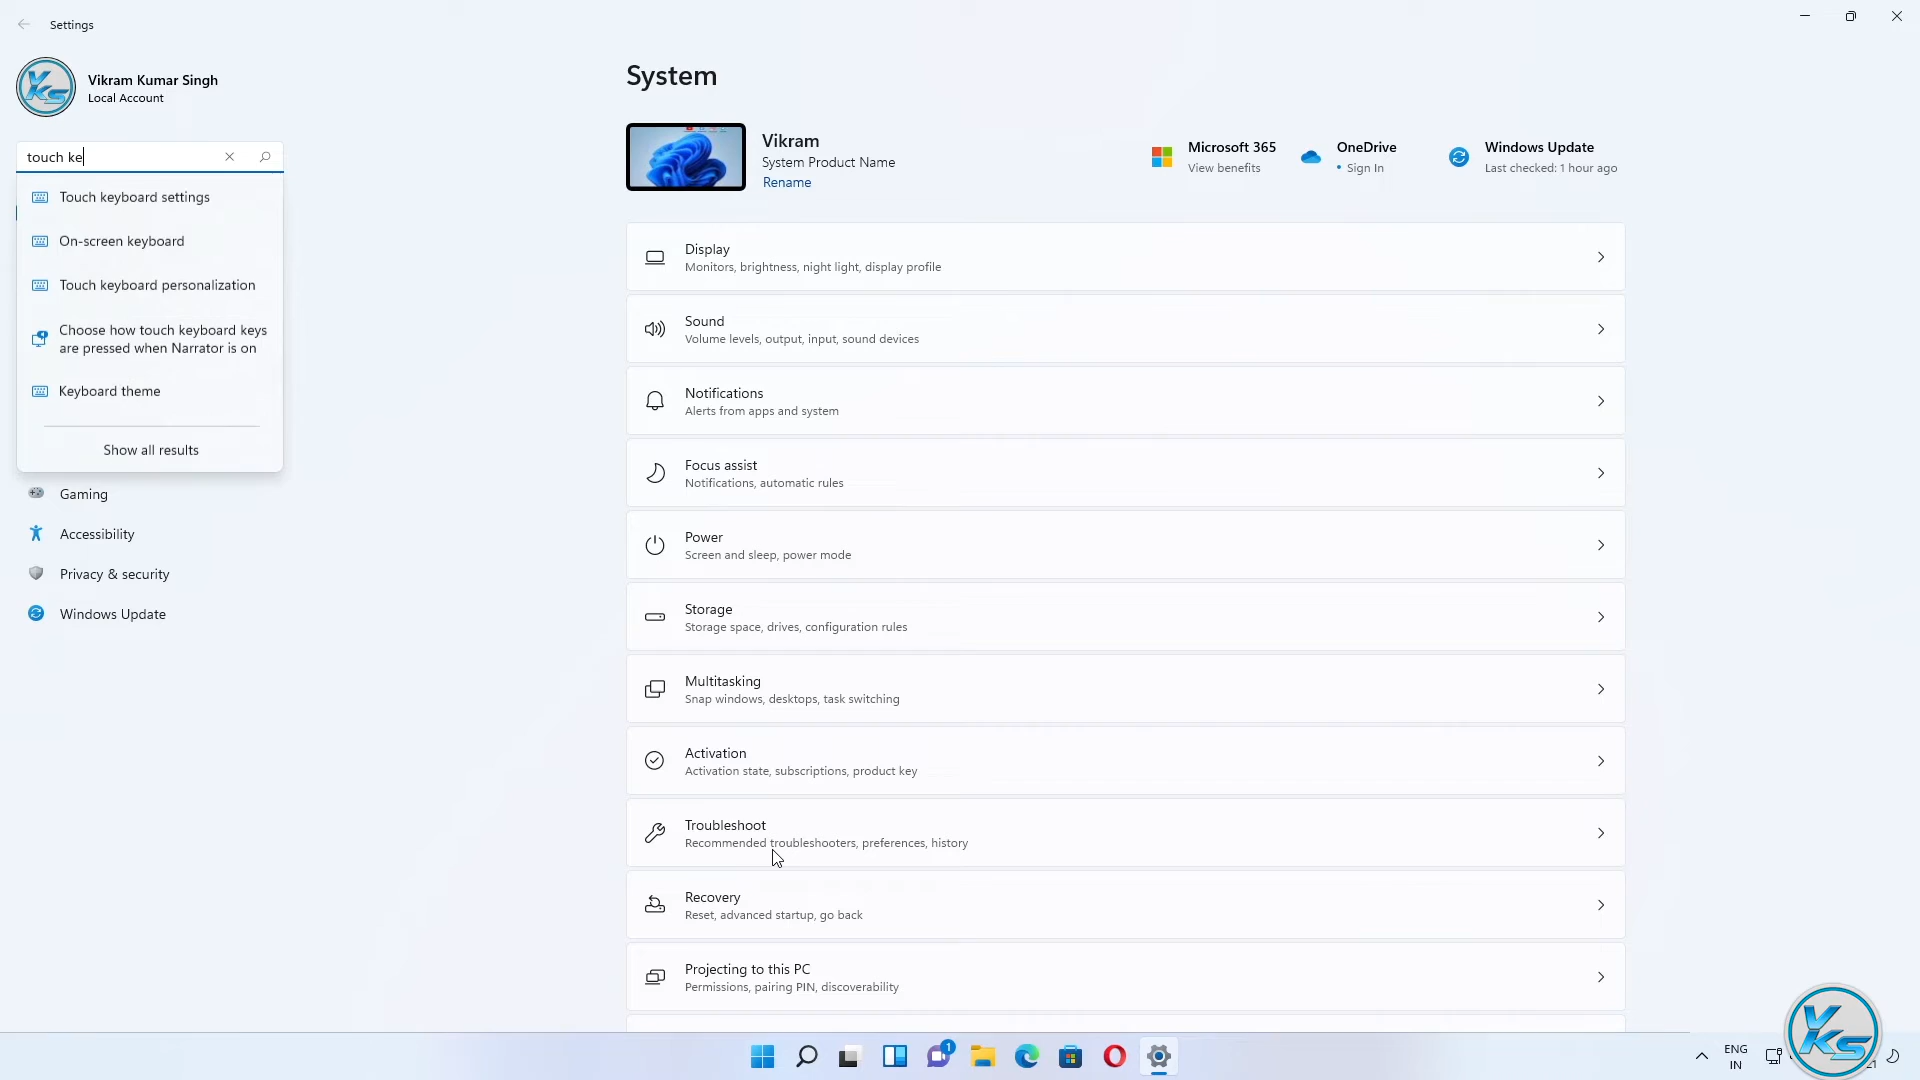 Settings
Vikram Kumar Singh
Local Account
touch ke
Touch keyboard settings
On-screen keyboard
Touch keyboard personalization
Choose how touch keyboard keys
are pressed when Narrator is on
Keyboard theme
Show all results
Gaming
Accessibility
Privacy & security
Windows Update
System
Vikram
System Product Name
Rename
Microsoft 365
View benefits
OneDrive
• Sign In
Windows Update
Last checked: 1 hour ago
Display
Monitors, brightness, night light, display profile
Sound
Volume levels, output, input, sound devices
Notifications
Alerts from apps and system
Focus assist
Notifications, automatic rules
Power
Screen and sleep, power mode
Storage
Storage space, drives, configuration rules
Multitasking
Snap windows, desktops, task switching
Activation
Activation state, subscriptions, product key
Troubleshoot
Recommended troubleshooters, preferences, history
Recovery
Reset, advanced startup, go back
Projecting to this PC
Permissions, pairing PIN, discoverability
1
ENG
IN
YKS